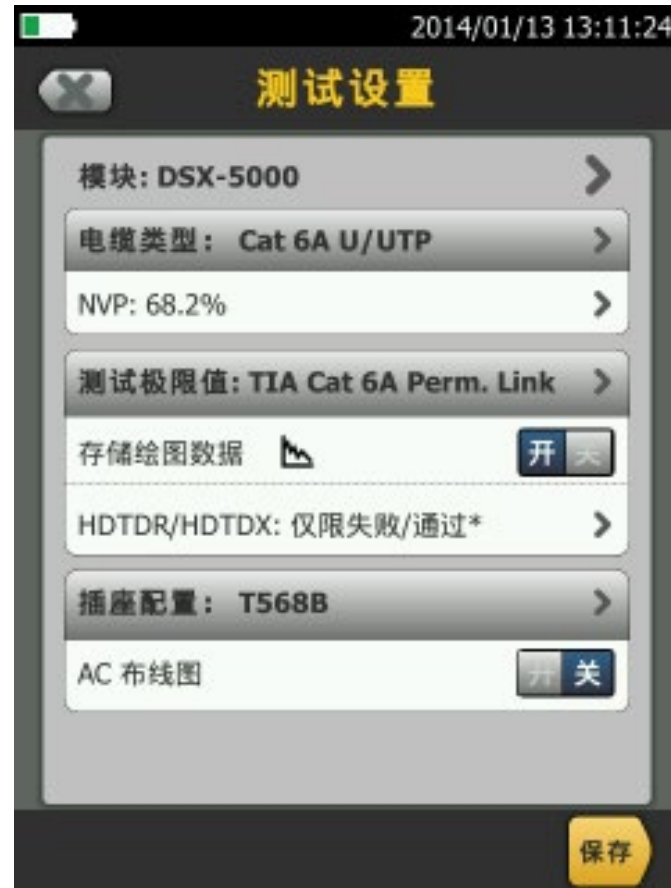 2014/01/13 13:11:24
测试设置
模块: DSX-5000
电缆类型: Cat 6A U/UTP
NVP: 68.2%
测试极限值: TIA Cat 6A Perm. Link
存储绘图数据 开 关
HDTDR/HDTDX: 仅限失败/通过*
插座配置: T568B
AC 布线图 开 关
保存